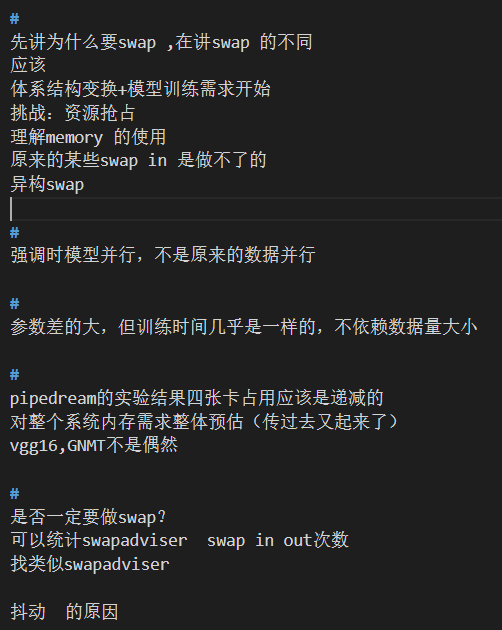 #
先讲为什么要swap ,在讲swap 的不同
应该
体系结构变换+模型训练需求开始
挑战: 资源抢占
理解memory 的使用
原来的某些swap in 是做不了的
异构swap
#
强调时模型并行，不是原来的数据并行
#
参数差的大，但训练时间几乎是一样的，不依赖数据量大小
#
pipedream的实验结果四张卡占用应该是递减的
对整个系统内存需求整体预估（传过去又起来了）
vgg16,GNMT不是偶然
#
是否一定要做swap？
可以统计swapadviser  swap in out次数
找类似swapadviser
抖动  的原因